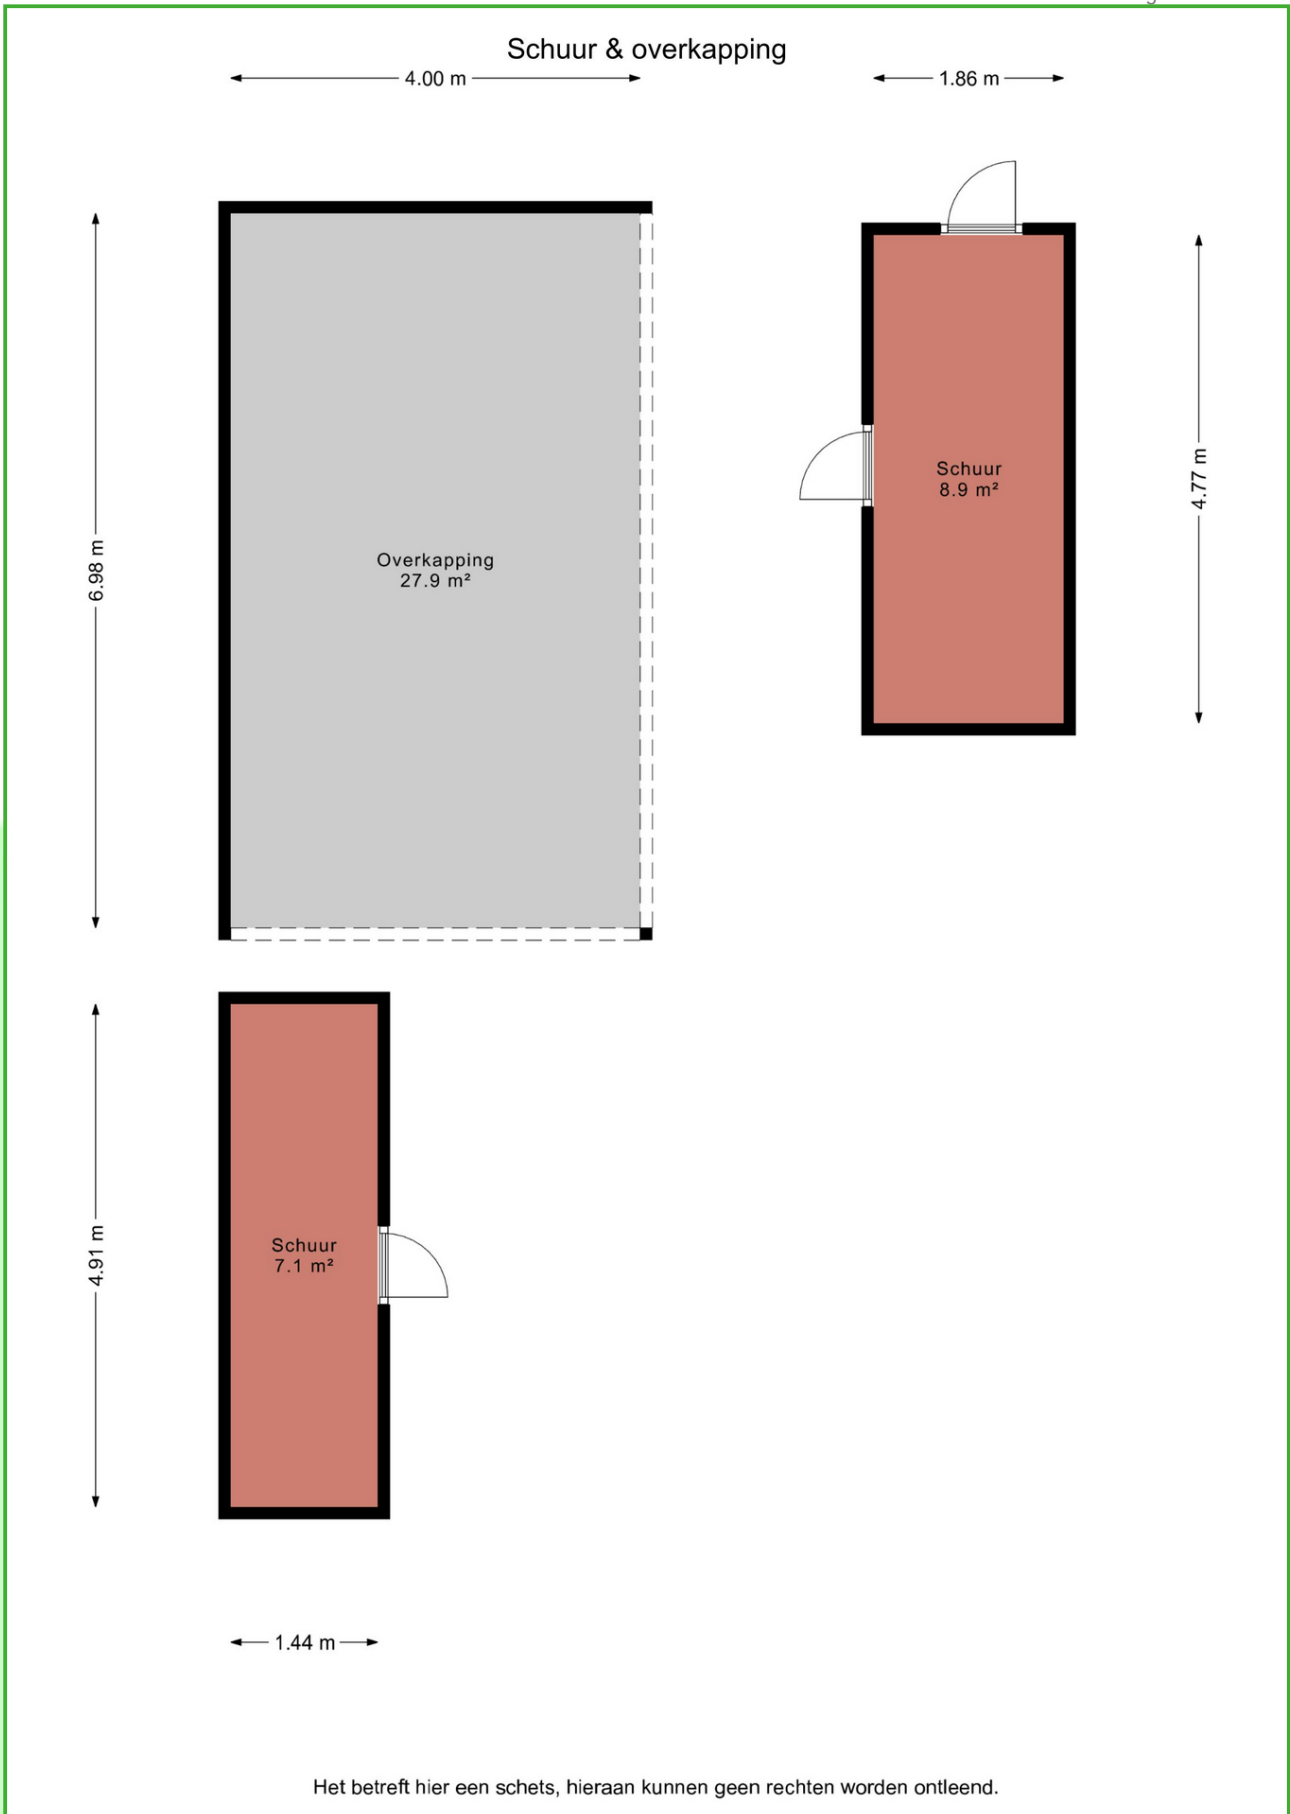 Schuur & overkapping
4.00 m
1.86 m
6.98 m
Overkapping
27.9 m²
Schuur
8.9 m²
4.77 m
4.91 m
Schuur
7.1 m²
1.44 m
Het betreft hier een schets, hieraan kunnen geen rechten worden ontleend.